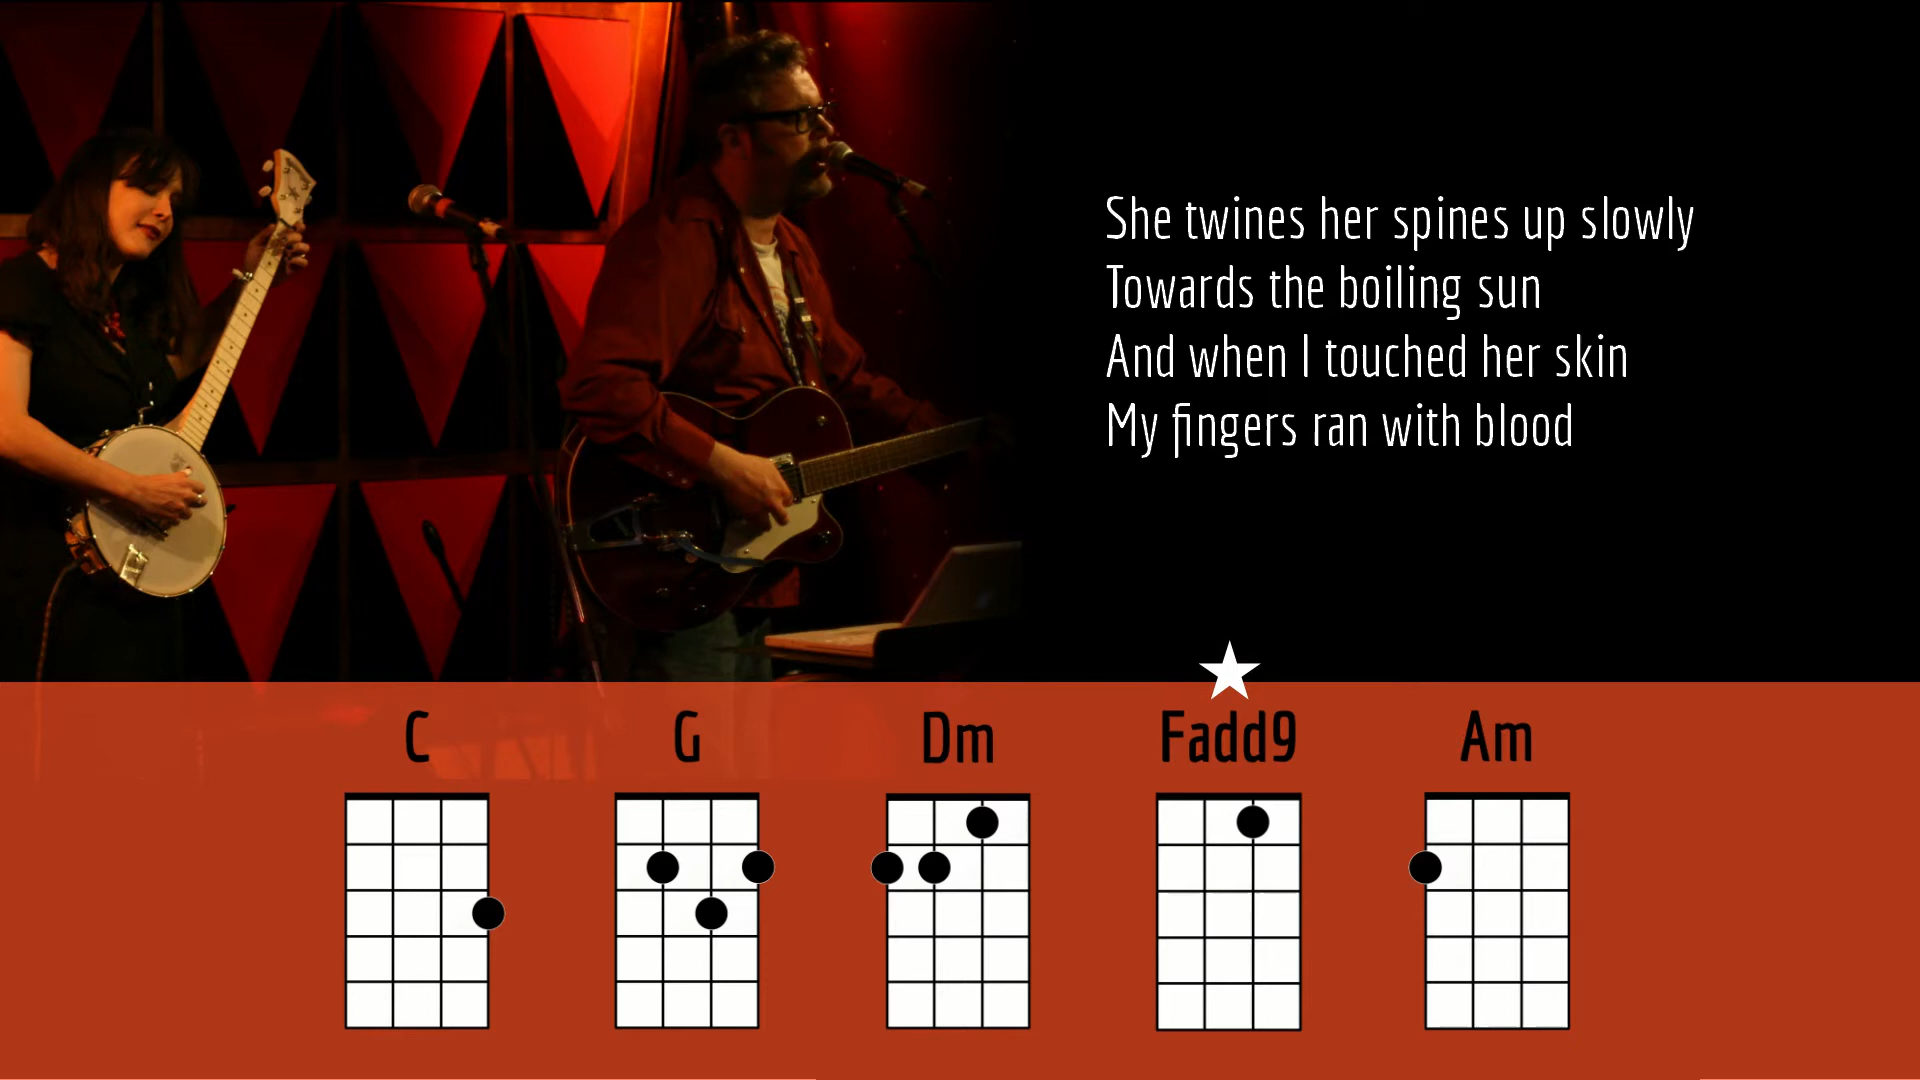 She twines her spines up slowly
Towards the boiling sun
And when I touched her skin
My fingers ran with blood
C G Dm Fadd9 Am